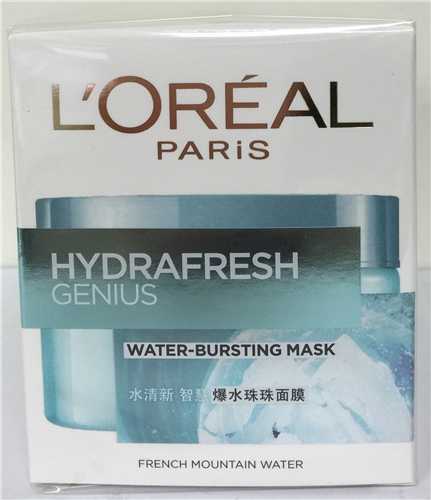 L'ORÉAL
PARiS
HYDRAFRESH
GENIUS
WATER-BURSTING MASK
水清新 智慧 爆水珠珠面膜
FRENCH MOUNTAIN WATER